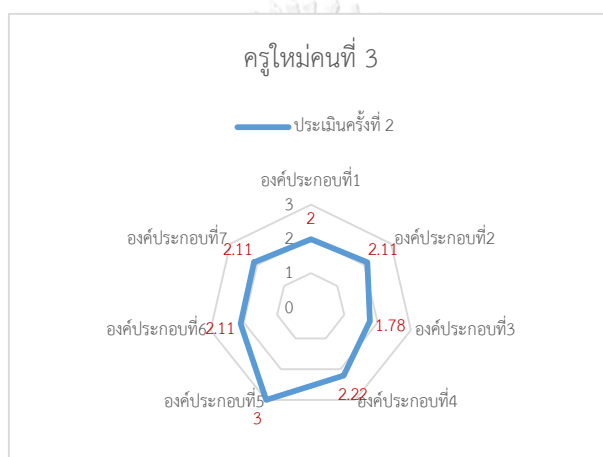 ครูใหม่คนที่ 3
ประเมินครั้งที่ 2
องค์ประกอบที่1
3
2
องค์ประกอบที่7
องค์ประกอบที่2
2.11
2
2.11
1
0
องค์ประกอบที่6
2.11
1.78
องค์ประกอบที่3
องค์ประกอบที่5
2.22
องค์ประกอบที่4
3